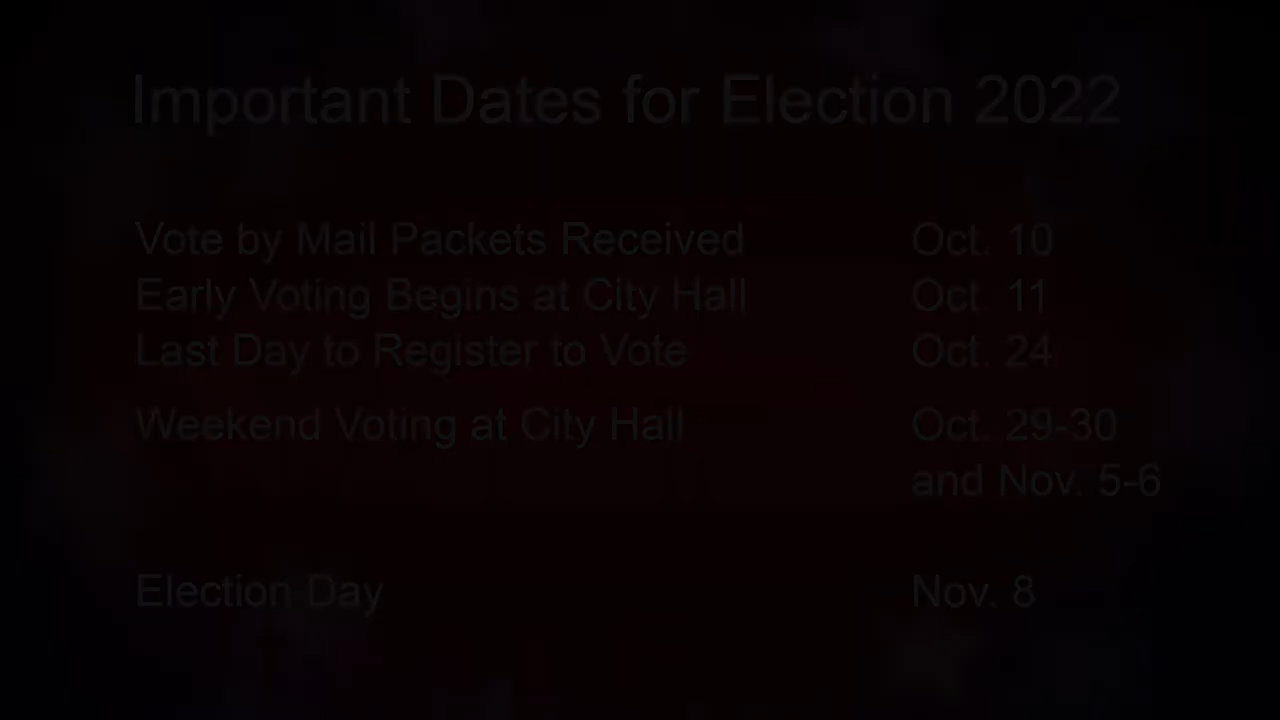 Important Dates for Election 2022
Vote by Mail Packets Received Oct. 10
Early Voting Begins at City Hall Oct. 11
Last Day to Register to Vote Oct. 24
Weekend Voting at City Hall Oct. 29-30
and Nov. 5-6
Election Day Nov. 8